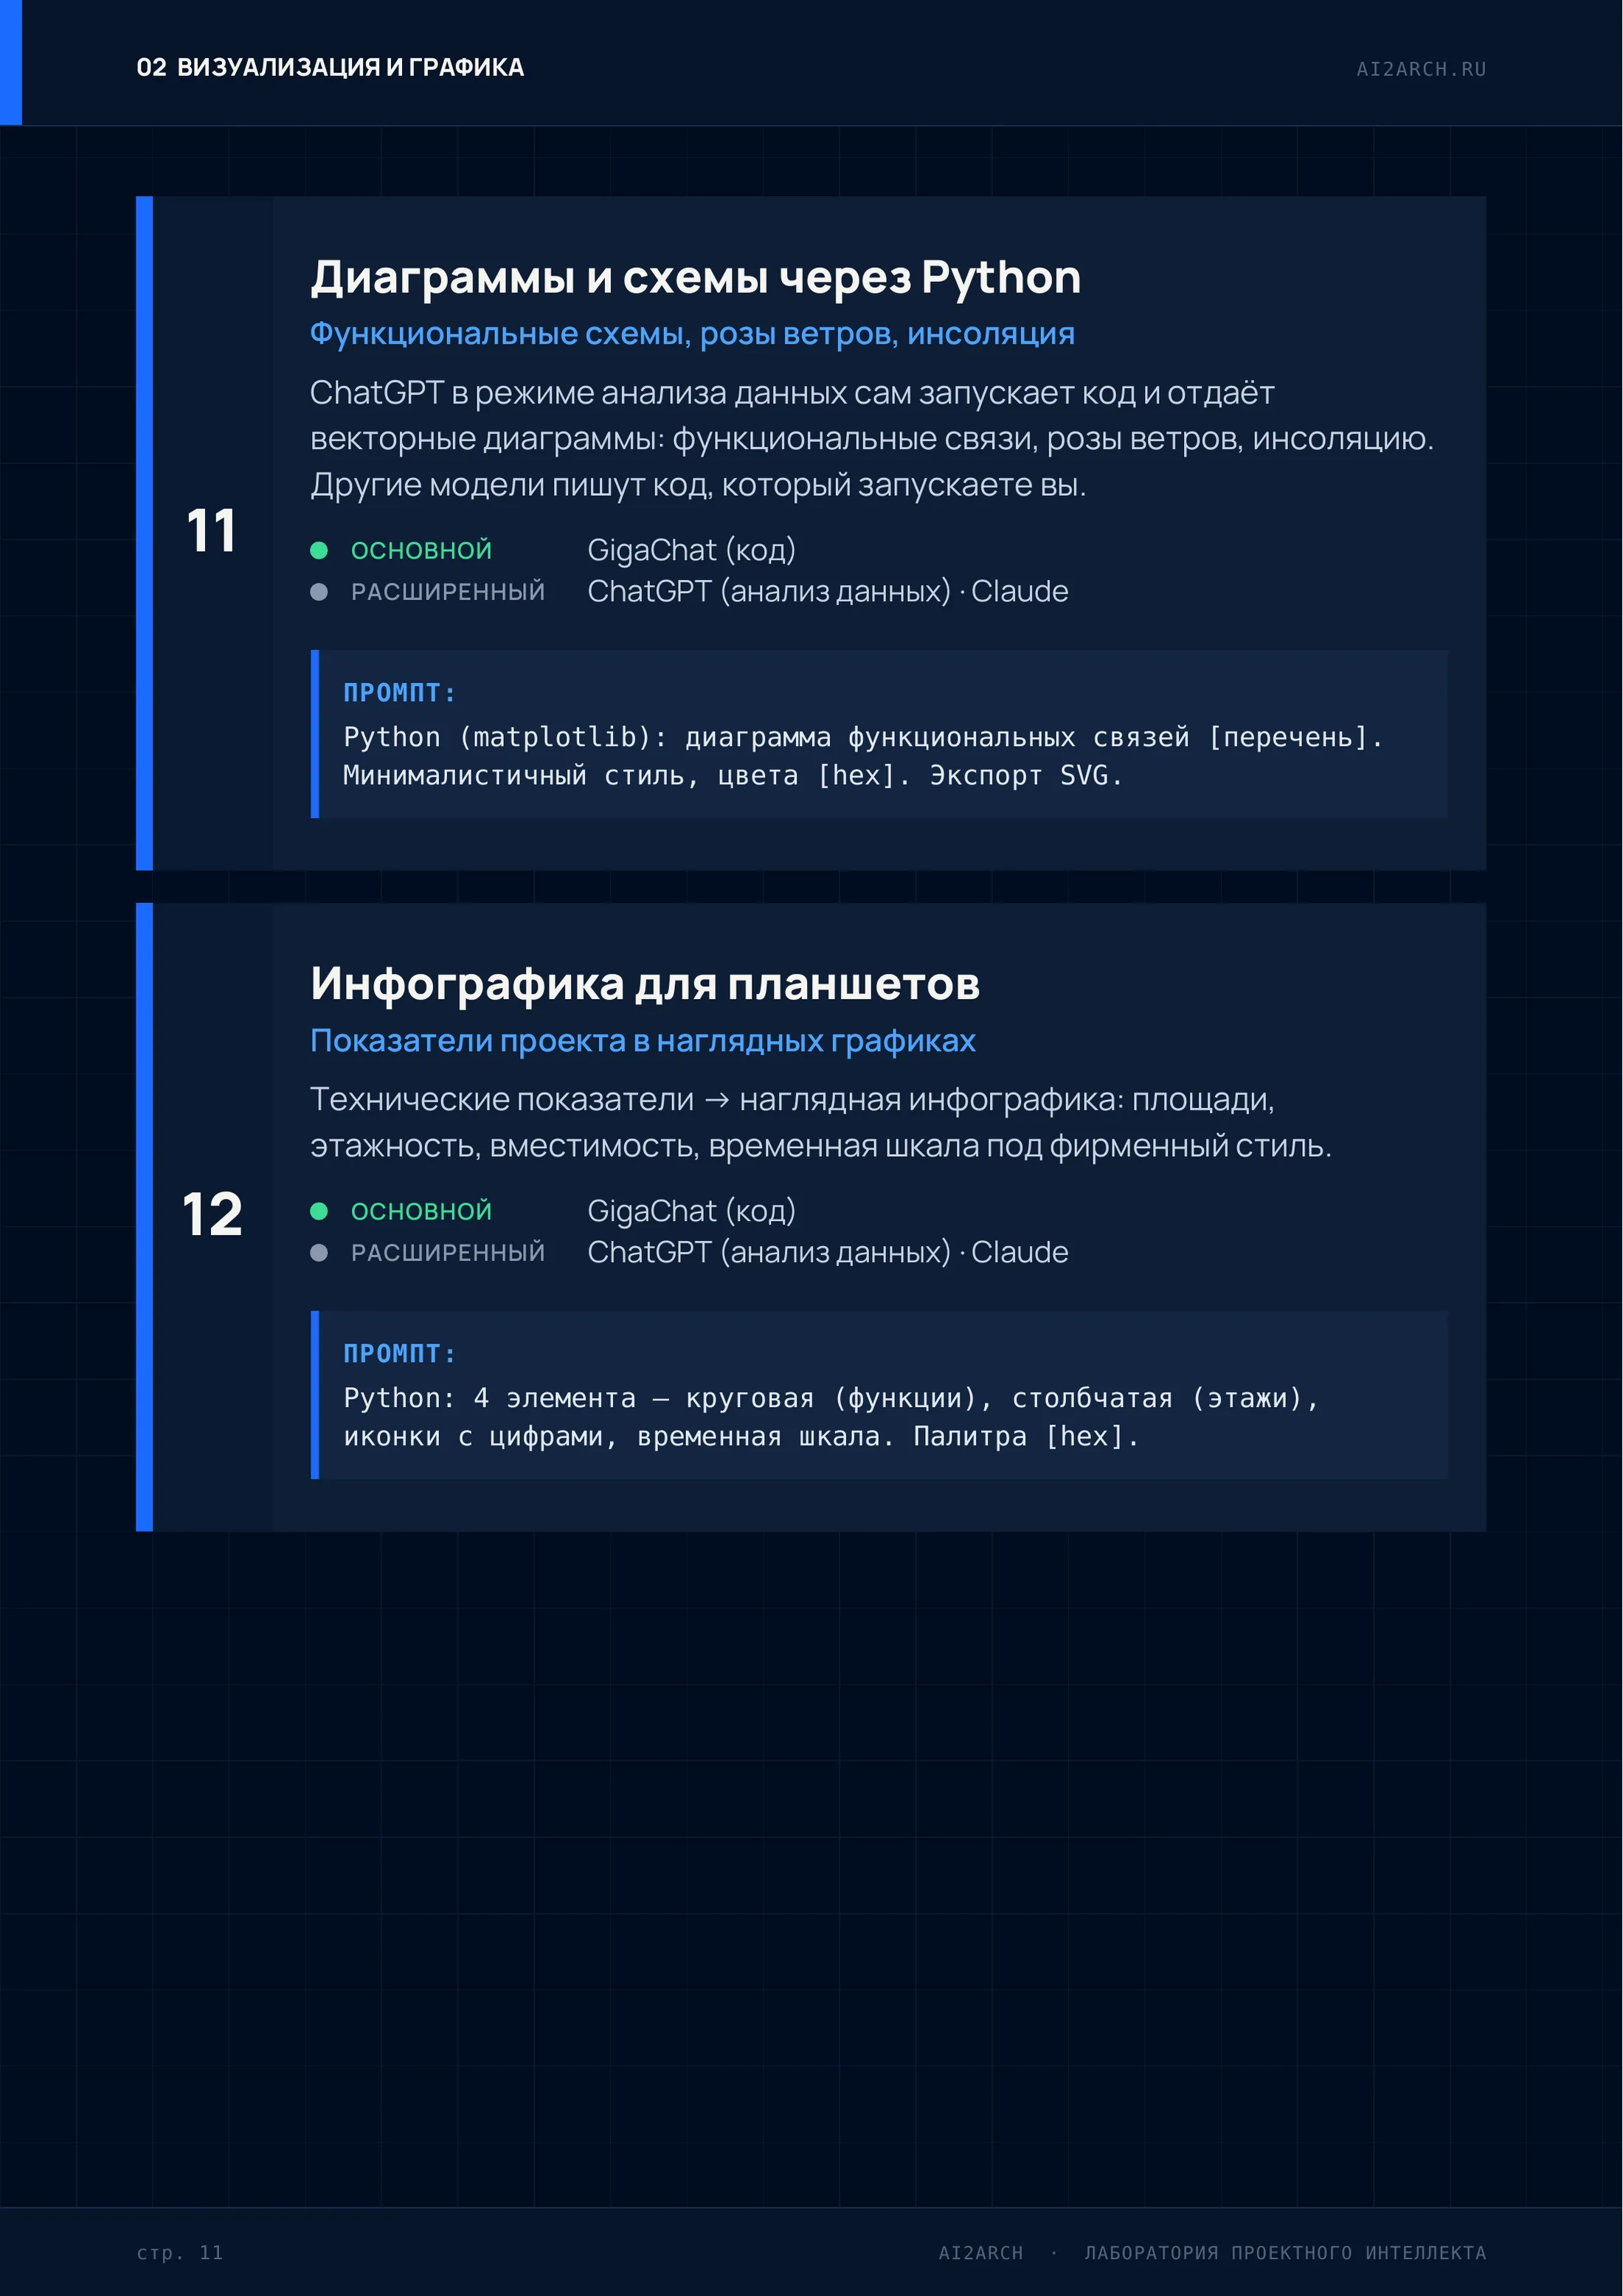 02 ВИЗУАЛИЗАЦИЯ И ГРАФИКА
AI2ARCH.RU
11
Диаграммы и схемы через Python
Функциональные схемы, розы ветров, инсоляция
ChatGPT в режиме анализа данных сам запускает код и отдаёт
векторные диаграммы: функциональные связи, розы ветров, инсоляцию.
Другие модели пишут код, который запускаете вы.
ОСНОВНОЙ GigaChat (код)
РАСШИРЕННЫЙ ChatGPT (анализ данных) · Claude
ПРОМПТ:
Python (matplotlib): диаграмма функциональных связей [перечень].
Минималистичный стиль, цвета [hex]. Экспорт SVG.
12
Инфографика для планшетов
Показатели проекта в наглядных графиках
Технические показатели → наглядная инфографика: площади,
этажность, вместимость, временная шкала под фирменный стиль.
ОСНОВНОЙ GigaChat (код)
РАСШИРЕННЫЙ ChatGPT (анализ данных) · Claude
ПРОМПТ:
Python: 4 элемента — круговая (функции), столбчатая (этажи),
иконки с цифрами, временная шкала. Палитра [hex].
стр. 11
AI2ARCH · ЛАБОРАТОРИЯ ПРОЕКТНОГО ИНТЕЛЛЕКТА